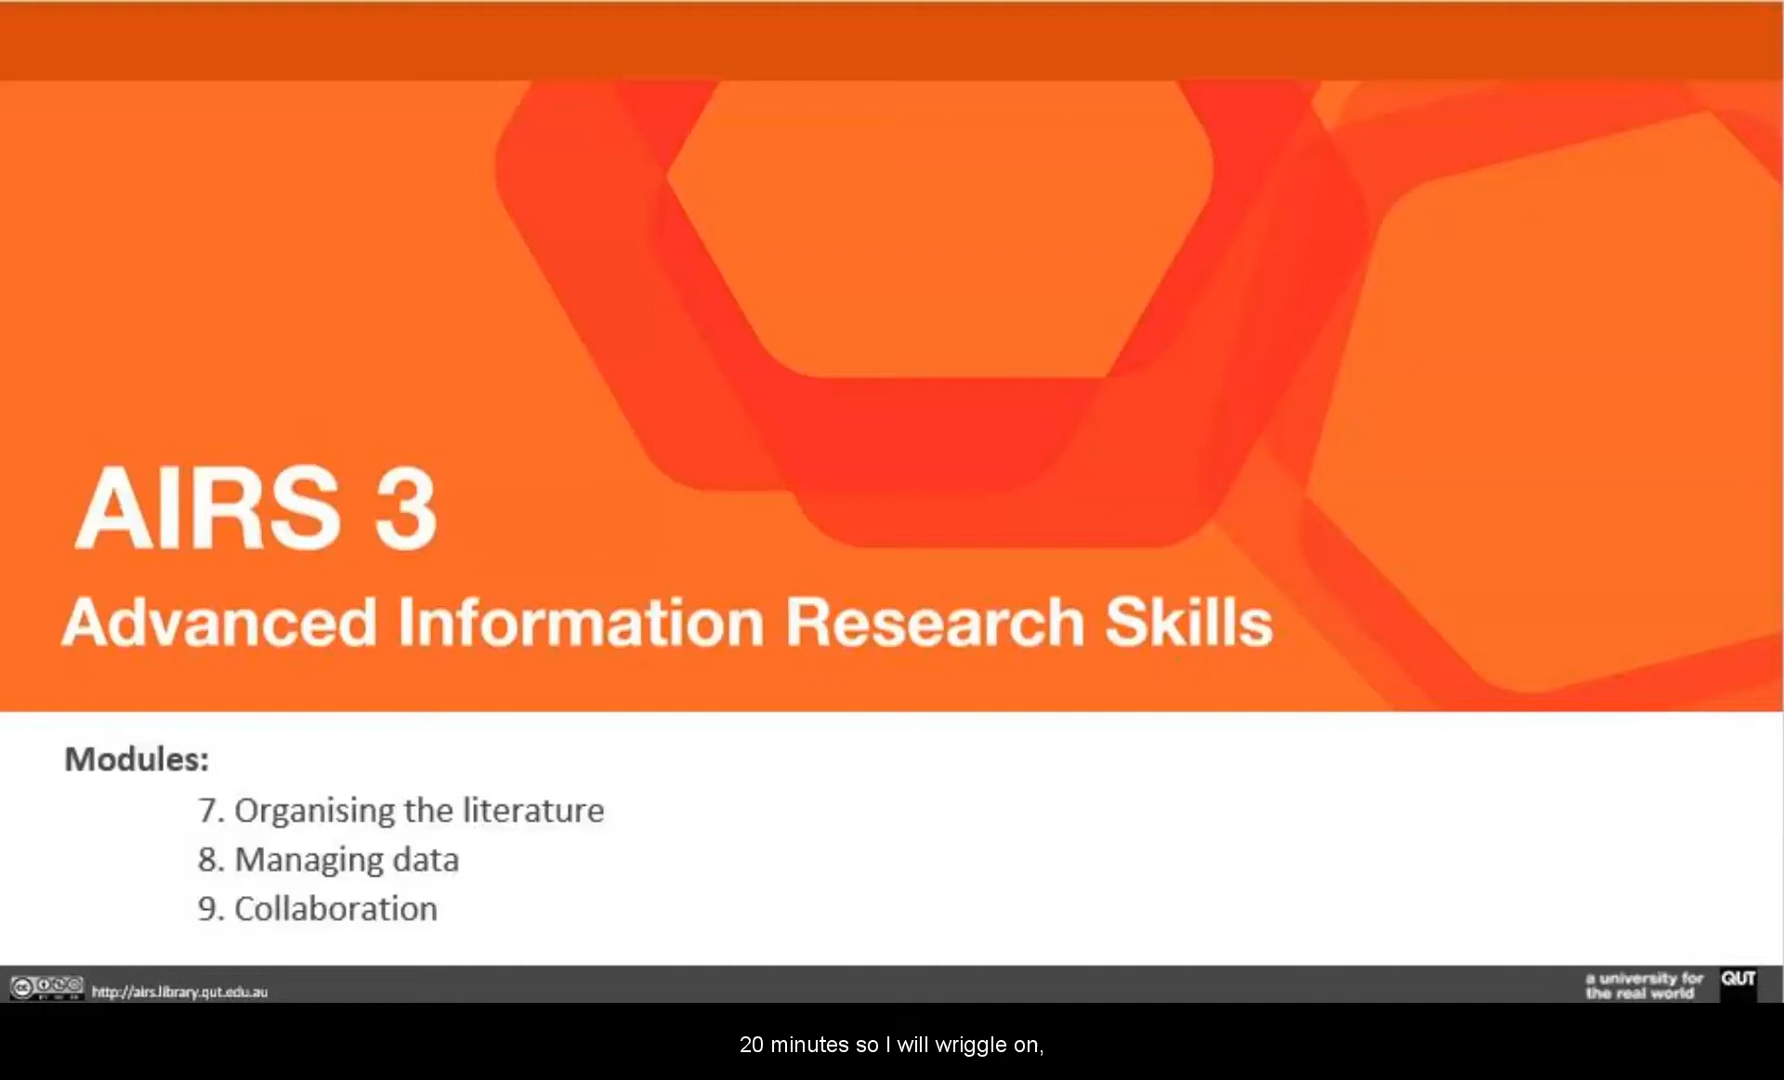 AIRS 3
Advanced Information Research Skills
Modules:
7. Organising the literature
8. Managing data
9. Collaboration
http://airs.library.qut.edu.au
a university for
the real world
QUT
20 minutes so I will wriggle on,